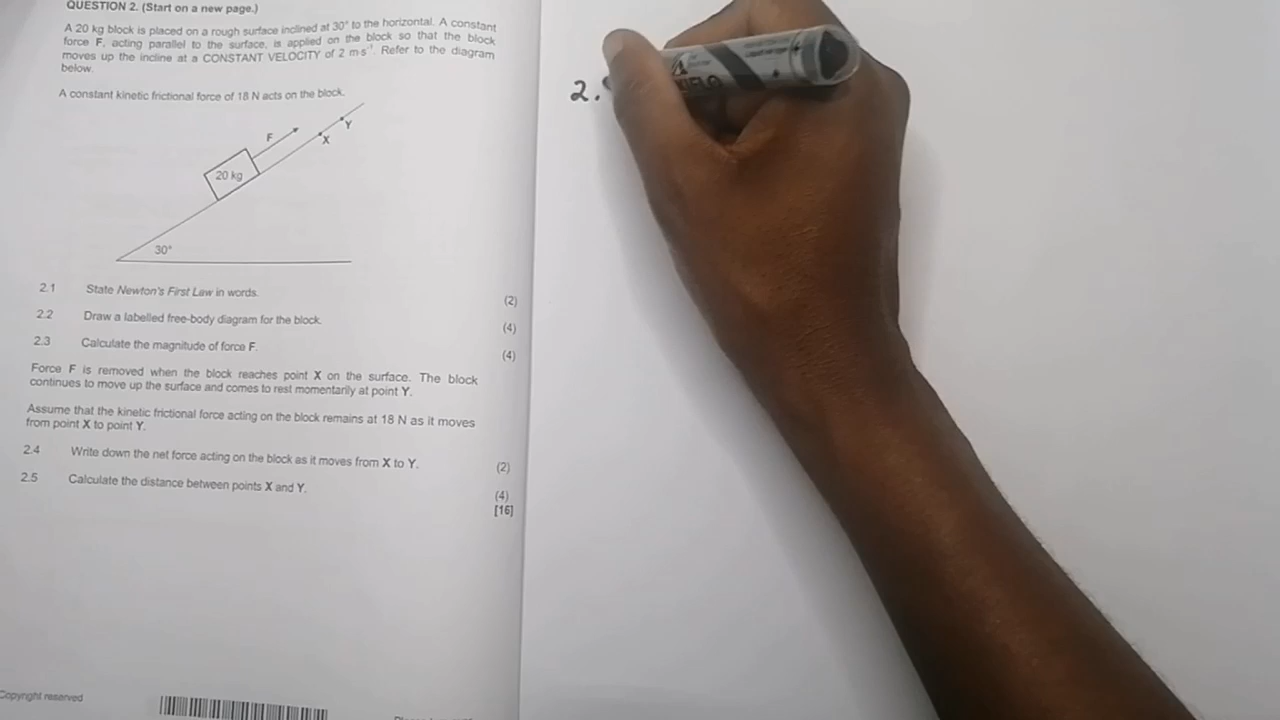 QUESTION 2. (Start on a new page.)
A 20 kg block is placed on a rough surface inclined at 30° to the horizontal. A constant
force F, acting parallel to the surface, is applied on the block so that the block
moves up the incline at a CONSTANT VELOCITY of 2 m·s⁻¹. Refer to the diagram
below.
A constant kinetic frictional force of 18 N acts on the block.
F
Y
X
20 kg
30°
2.1 State Newton's First Law in words. (2)
2.2 Draw a labelled free-body diagram for the block. (4)
2.3 Calculate the magnitude of force F. (4)
Force F is removed when the block reaches point X on the surface. The block
continues to move up the surface and comes to rest momentarily at point Y.
Assume that the kinetic frictional force acting on the block remains at 18 N as it moves
from point X to point Y.
2.4 Write down the net force acting on the block as it moves from X to Y. (2)
2.5 Calculate the distance between points X and Y. (4)
[16]
Copyright reserved
2.